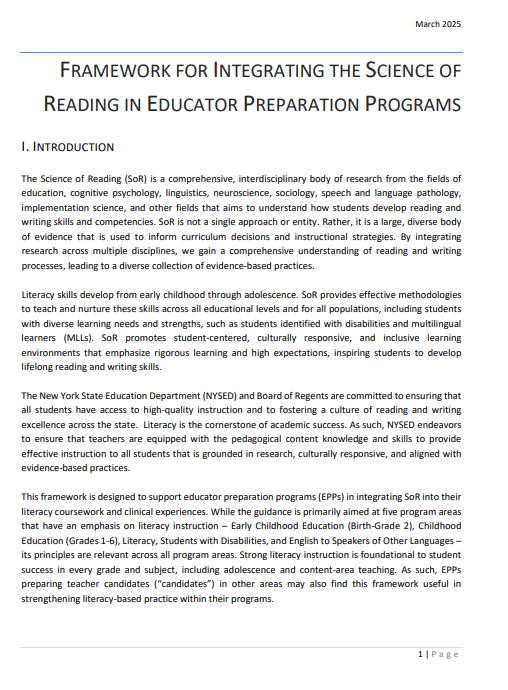 March 2025
FRAMEWORK FOR INTEGRATING THE SCIENCE OF
READING IN EDUCATOR PREPARATION PROGRAMS
I. INTRODUCTION
The Science of Reading (SoR) is a comprehensive, interdisciplinary body of research from the fields of
education, cognitive psychology, linguistics, neuroscience, sociology, speech and language pathology,
implementation science, and other fields that aims to understand how students develop reading and
writing skills and competencies. SoR is not a single approach or entity. Rather, it is a large, diverse body
of evidence that is used to inform curriculum decisions and instructional strategies. By integrating
research across multiple disciplines, we gain a comprehensive understanding of reading and writing
processes, leading to a diverse collection of evidence-based practices.
Literacy skills develop from early childhood through adolescence. SoR provides effective methodologies
to teach and nurture these skills across all educational levels and for all populations, including students
with diverse learning needs and strengths, such as students identified with disabilities and multilingual
learners (MLLs). SoR promotes student-centered, culturally responsive, and inclusive learning
environments that emphasize rigorous learning and high expectations, inspiring students to develop
lifelong reading and writing skills.
The New York State Education Department (NYSED) and Board of Regents are committed to ensuring that
all students have access to high-quality instruction and to fostering a culture of reading and writing
excellence across the state. Literacy is the cornerstone of academic success. As such, NYSED endeavors
to ensure that teachers are equipped with the pedagogical content knowledge and skills to provide
effective instruction to all students that is grounded in research, culturally responsive, and aligned with
evidence-based practices.
This framework is designed to support educator preparation programs (EPPs) in integrating SoR into their
literacy coursework and clinical experiences. While the guidance is primarily aimed at five program areas
that have an emphasis on literacy instruction – Early Childhood Education (Birth-Grade 2), Childhood
Education (Grades 1-6), Literacy, Students with Disabilities, and English to Speakers of Other Languages –
its principles are relevant across all program areas. Strong literacy instruction is foundational to student
success in every grade and subject, including adolescence and content-area teaching. As such, EPPs
preparing teacher candidates (“candidates”) in other areas may also find this framework useful in
strengthening literacy-based practice within their programs.
1 | Page